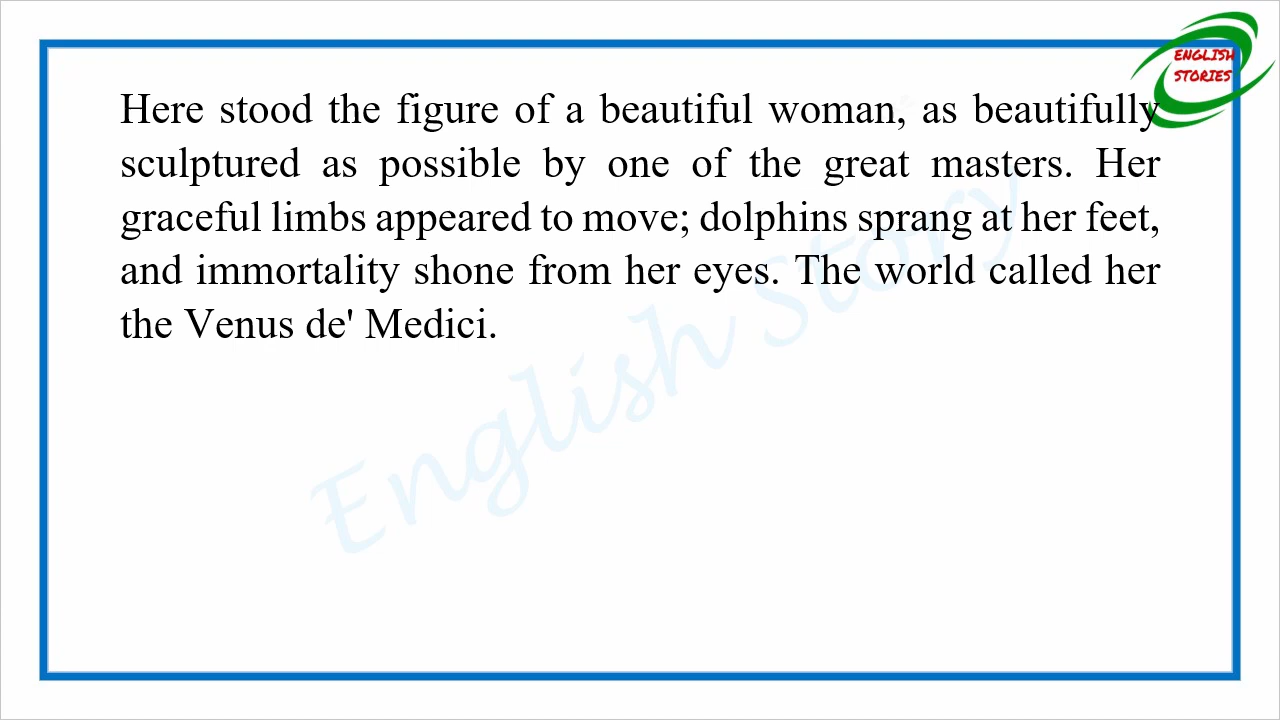 ENGLISH
STORIES
Here stood the figure of a beautiful woman, as beautifully
sculptured as possible by one of the great masters. Her
graceful limbs appeared to move; dolphins sprang at her feet,
and immortality shone from her eyes. The world called her
the Venus de' Medici.
English Story